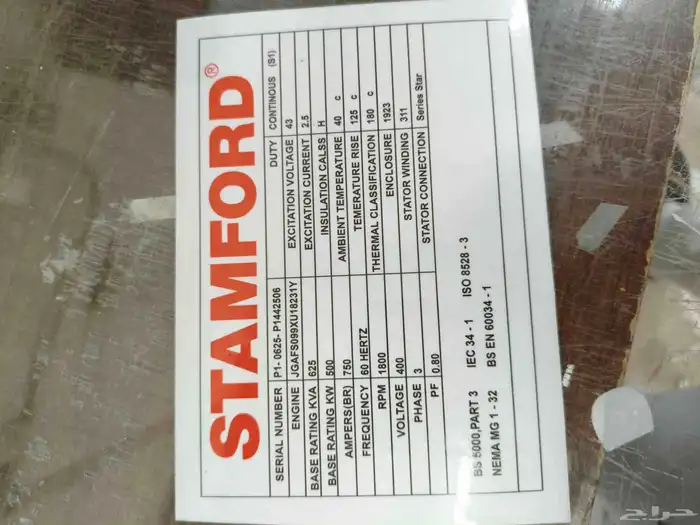 STAMFORD®
SERIAL NUMBER P1- 0625- P1442506 DUTY CONTINOUS (S1)
ENGINE JGAFS099XU18231Y EXCITATION VOLTAGE 43
BASE RATING KVA 625 EXCITATION CURRENT 2.5
BASE RATING KW 500 INSULATION CALSS H
AMPERS(BR) 750 AMBIENT TEMPERATURE 40 c
FREQUENCY 60 HERTZ TEMERATURE RISE 125 c
RPM 1800 THERMAL CLASSIFICATION 180 c
VOLTAGE 400 ENCLOSURE 1923
PHASE 3 STATOR WINDING 311
PF 0.80 STATOR CONNECTION Series Star
BS 5000,PART 3 IEC 34 - 1 ISO 8528 - 3
NEMA MG 1 - 32 BS EN 60034 - 1
حراج